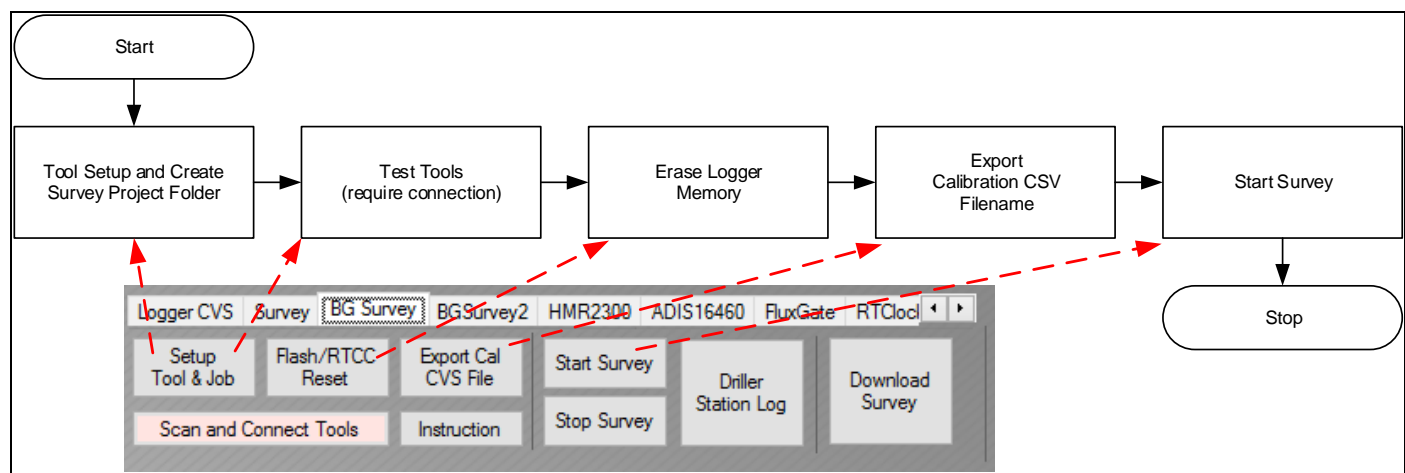 Start
Tool Setup and Create
Survey Project Folder
Test Tools
(require connection)
Erase Logger
Memory
Export
Calibration CSV
Filename
Start Survey
Stop
Logger CVS Survey BG Survey BGSurvey2 HMR2300 ADIS16460 FluxGate RTClocl
Setup
Tool & Job
Flash/RTCC
Reset
Export Cal
CVS File
Start Survey
Driller
Station Log
Download
Survey
Scan and Connect Tools
Instruction
Stop Survey